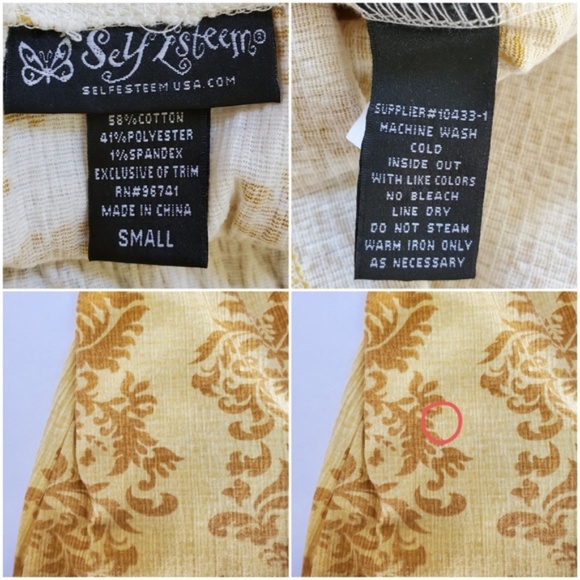 Self Esteem®
SELFESTEEMUSA.COM
58%COTTON
41%POLYESTER
1%SPANDEX
EXCLUSIVE OF TRIM
RN#96741
MADE IN CHINA
SMALL
SUPPLIER#10433-1
MACHINE WASH
COLD
INSIDE OUT
WITH LIKE COLORS
NO BLEACH
LINE DRY
DO NOT STEAM
WARM IRON ONLY
AS NECESSARY